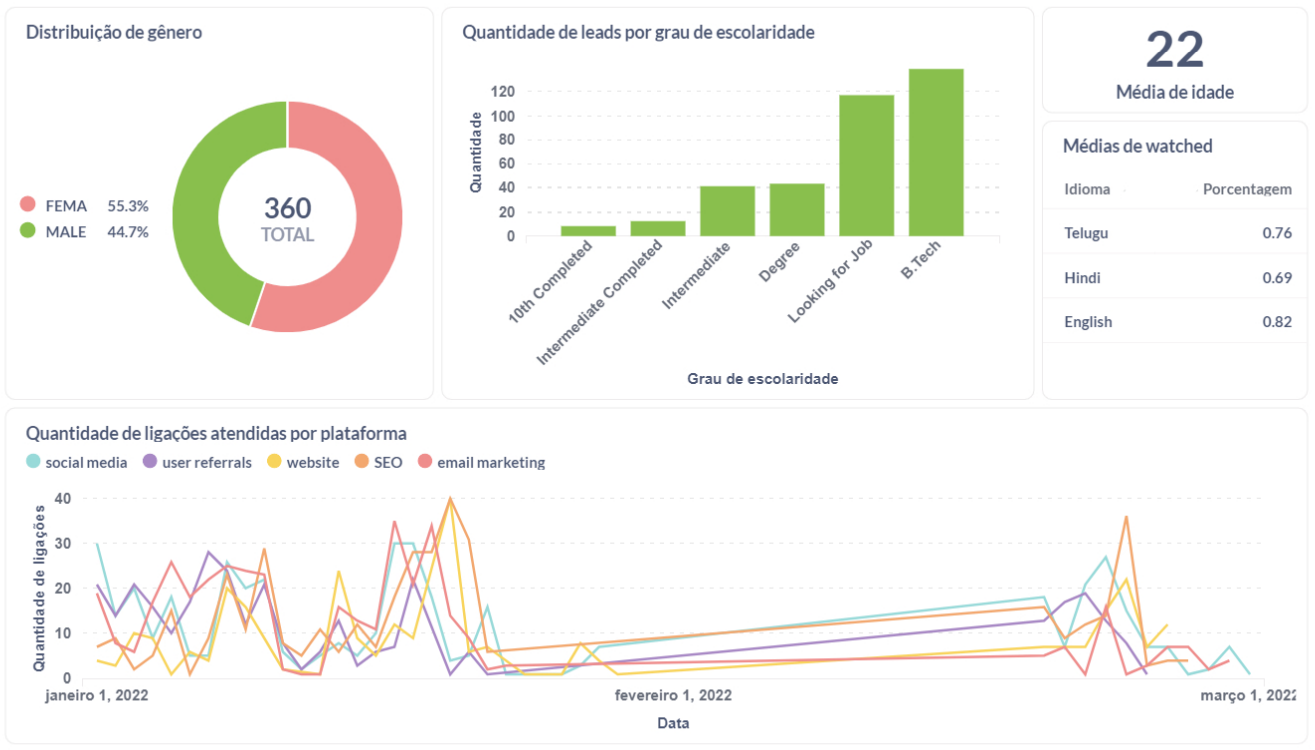 Distribuição de gênero
FEMA 55.3%
MALE 44.7%
360
TOTAL
Quantidade de leads por grau de escolaridade
Quantidade
120
100
80
60
40
20
0
10th Completed
Intermediate Completed
Intermediate
Degree
Looking for Job
B.Tech
Grau de escolaridade
22
Média de idade
Médias de watched
Idioma Porcentagem
Telugu 0.76
Hindi 0.69
English 0.82
Quantidade de ligações atendidas por plataforma
social media user referrals website SEO email marketing
Quantidade de ligações
40
30
20
10
0
janeiro 1, 2022 fevereiro 1, 2022 março 1, 2022
Data